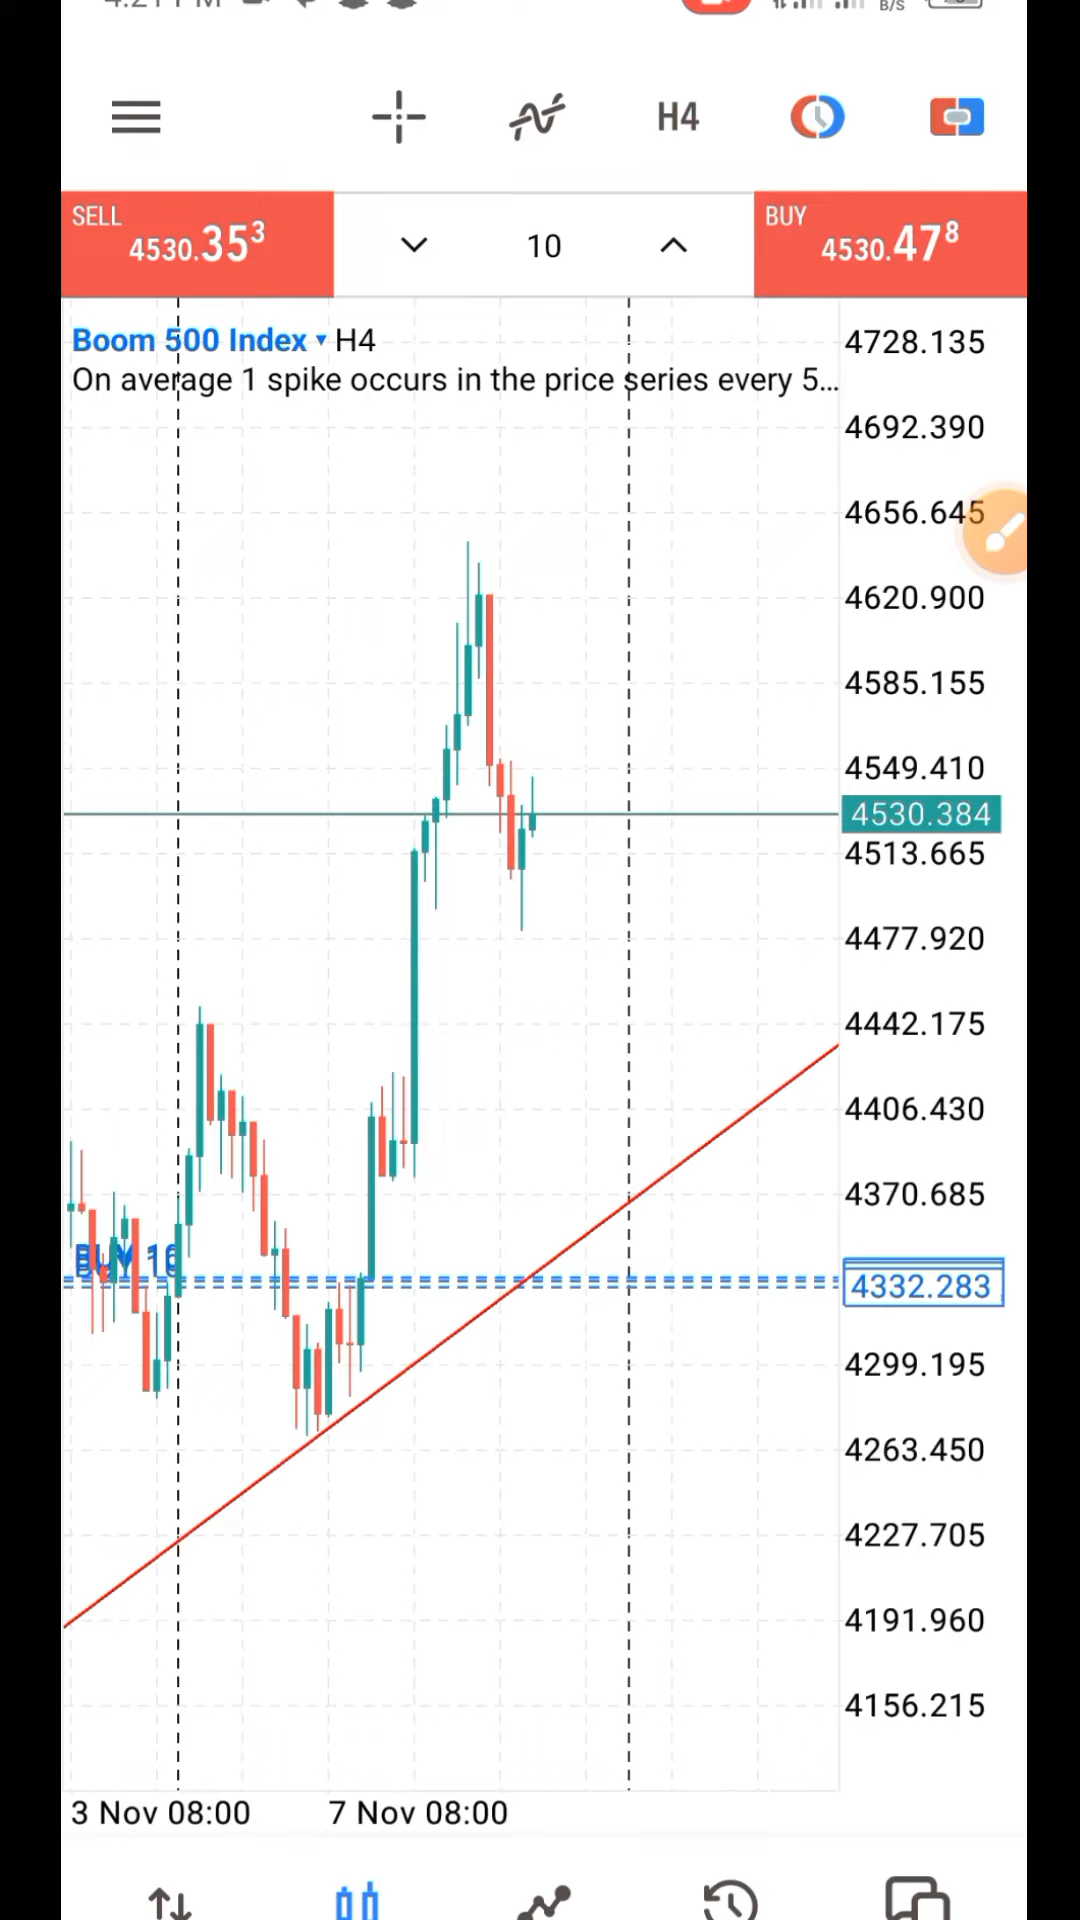 H4
SELL
4530.353
10
BUY
4530.478
Boom 500 Index ▾ H4
On average 1 spike occurs in the price series every 5...
4728.135
4692.390
4656.645
4620.900
4585.155
4549.410
4530.384
4513.665
4477.920
4442.175
4406.430
4370.685
BUY 10
4332.283
4299.195
4263.450
4227.705
4191.960
4156.215
3 Nov 08:00
7 Nov 08:00